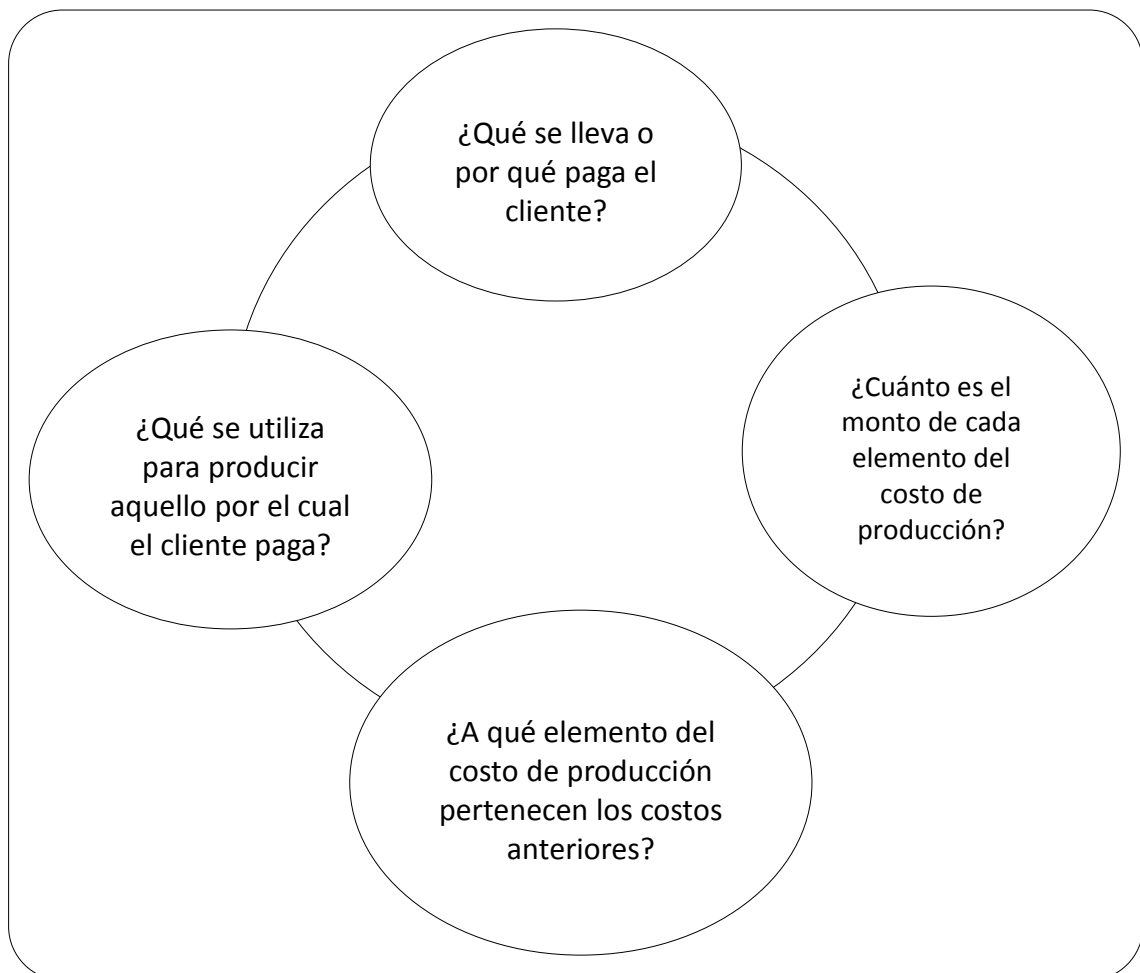 ¿Qué se lleva o
por qué paga el
cliente?
¿Cuánto es el
monto de cada
elemento del
costo de
producción?
¿Qué se utiliza
para producir
aquello por el cual
el cliente paga?
¿A qué elemento del
costo de producción
pertenecen los costos
anteriores?